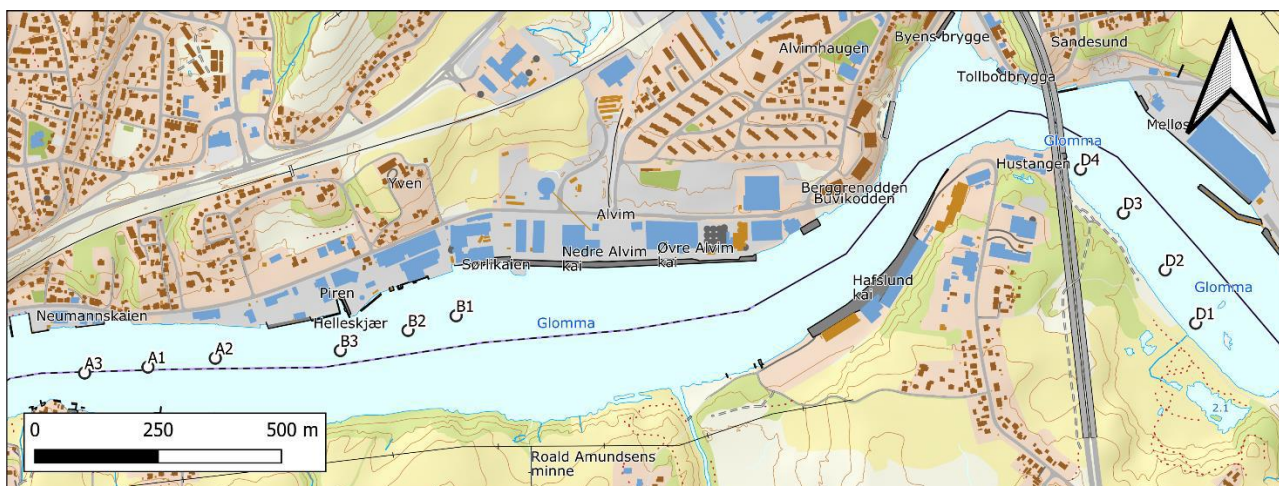 Byens brygge
Sandesund
Alvimhaugen
Tollbodbrygga
Melløs
Glomma
Hustangen
D4
Yven
Berggrenodden
Buvikodden
D3
Alvim
Nedre Alvim
kai
Øvre Alvim
kai
Sørlikaien
D2
Hafslund
kai
Glomma
Piren
Neumannskaien
Helleskjær
B1
B2
Glomma
D1
B3
A3
A1
A2
2.1
0
250
500 m
Roald Amundsens
minne